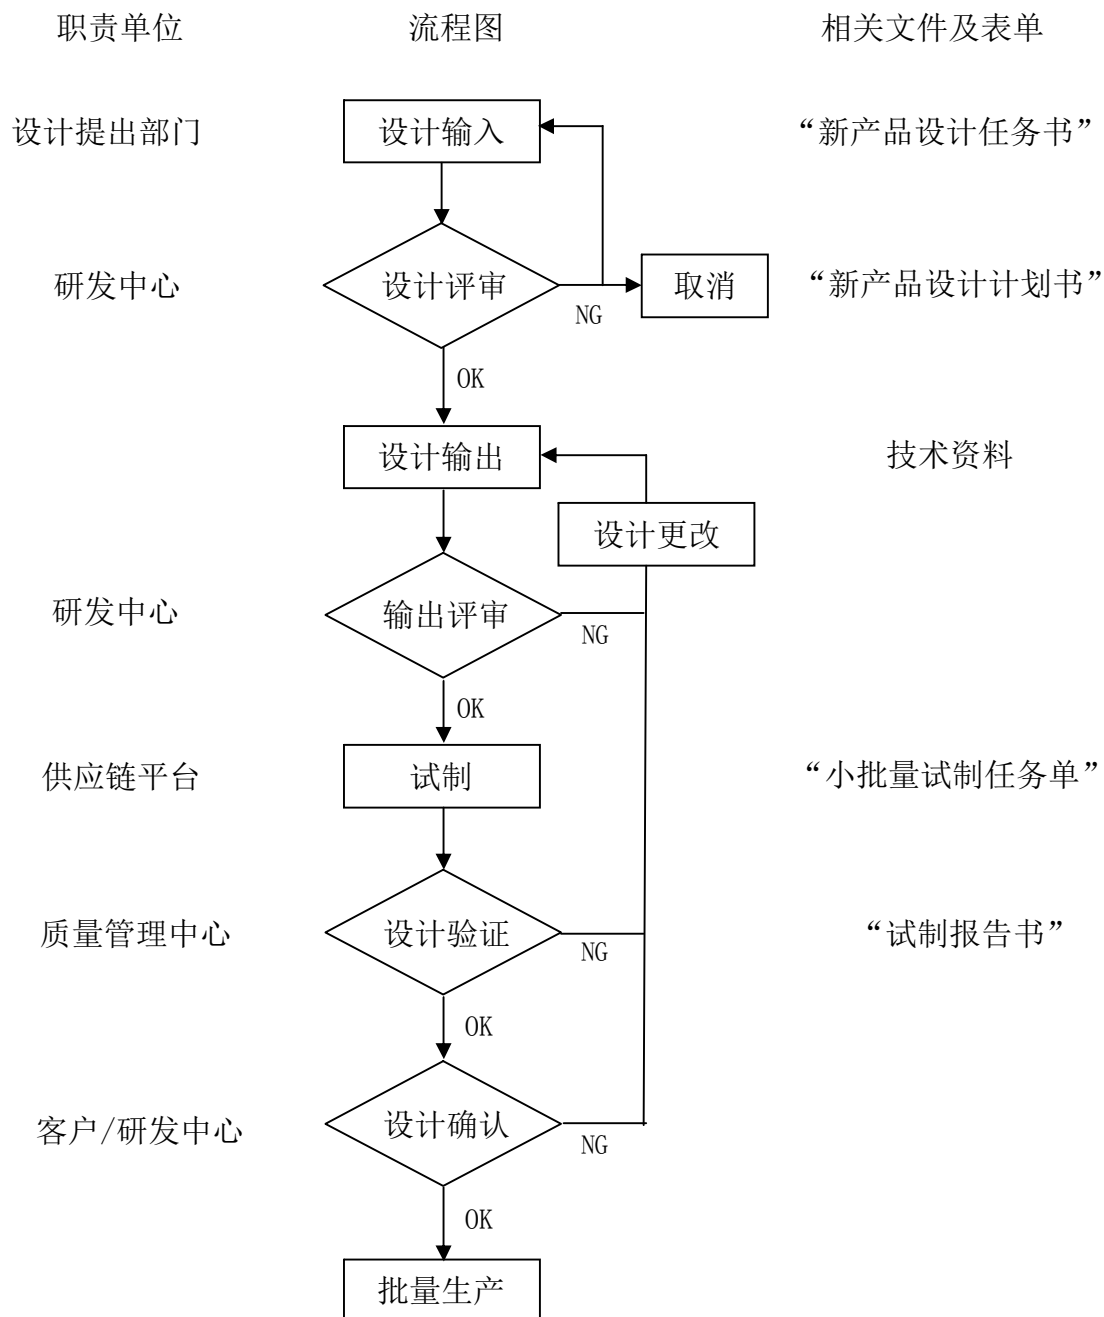 职责单位 流程图 相关文件及表单
设计提出部门 设计输入 “新产品设计任务书”
研发中心 设计评审 取消 “新产品设计计划书”
NG
OK
设计输出 技术资料
设计更改
研发中心 输出评审
NG
OK
供应链平台 试制 “小批量试制任务单”
质量管理中心 设计验证 “试制报告书”
NG
OK
客户/研发中心 设计确认
NG
OK
批量生产